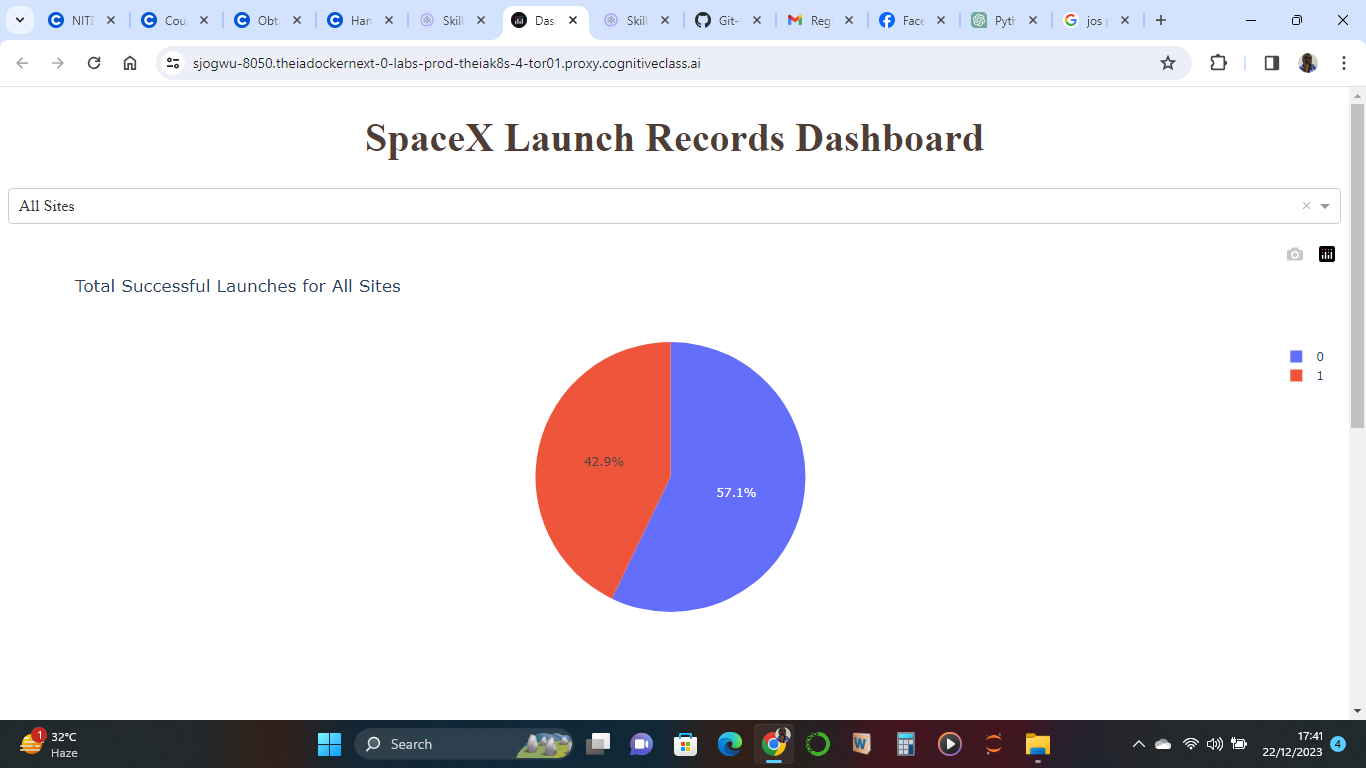 NITI
Cou
Obt
Han
Skill
Das
Skill
Git-
Reg
Face
Pyth
jos p
sjogwu-8050.theiadockernext-0-labs-prod-theiak8s-4-tor01.proxy.cognitiveclass.ai
SpaceX Launch Records Dashboard
All Sites
Total Successful Launches for All Sites
0
1
42.9%
57.1%
1
32°C
Haze
Search
17:41
22/12/2023
4